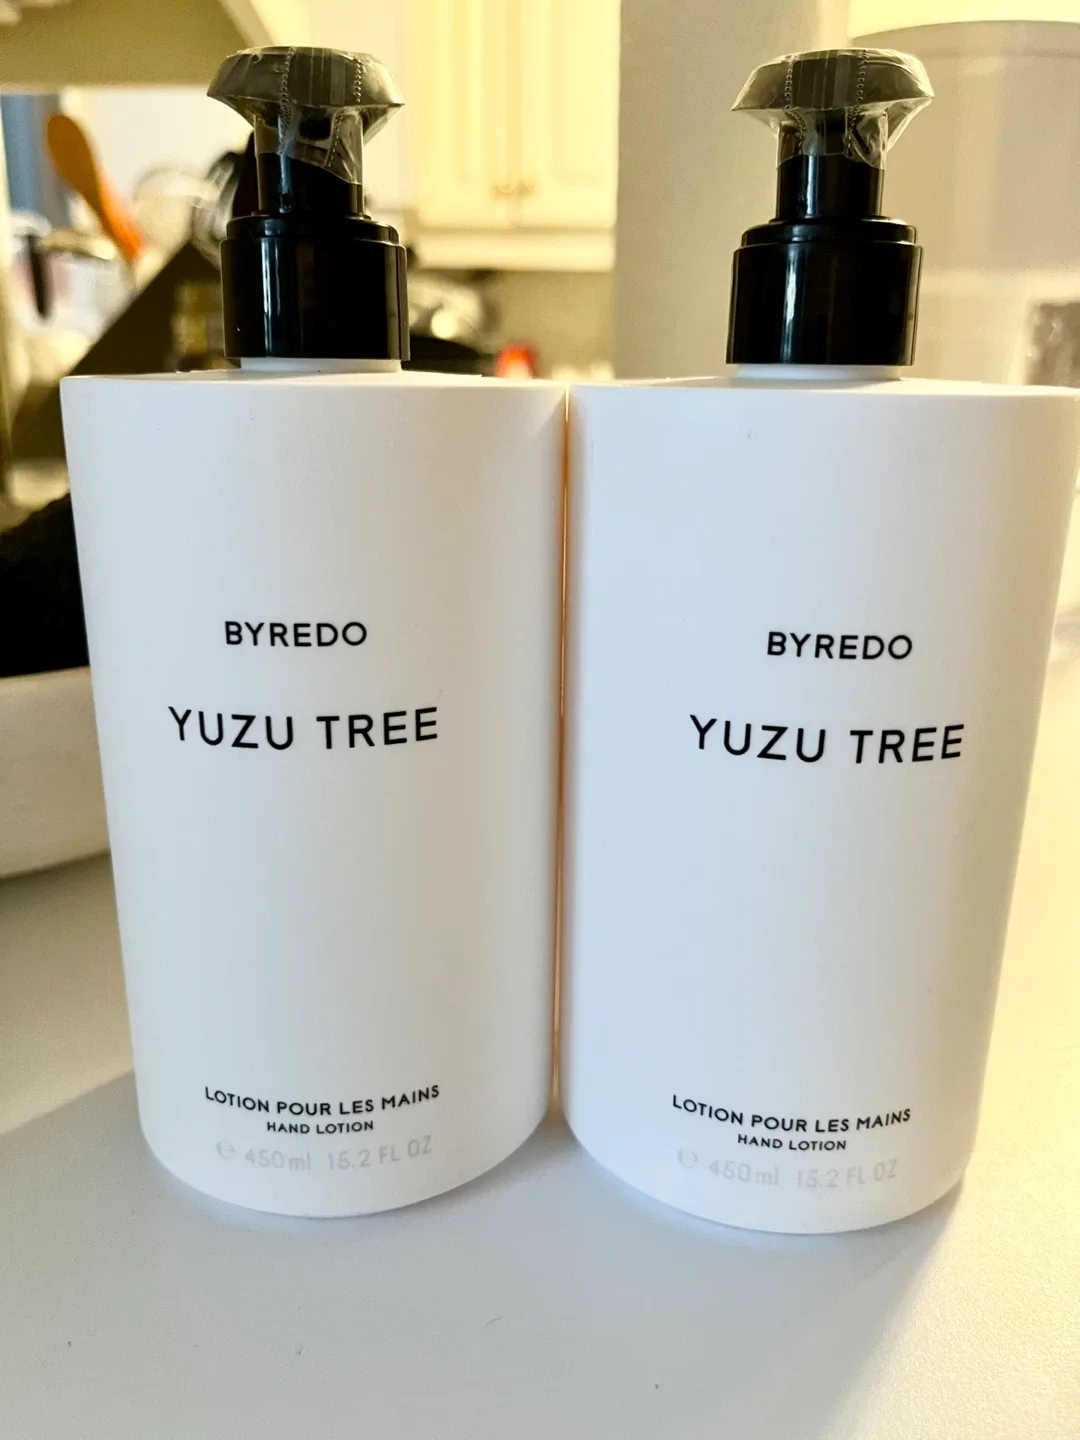 BYREDO
YUZU TREE
LOTION POUR LES MAINS
HAND LOTION
℮ 450ml 15.2 FL OZ
BYREDO
YUZU TREE
LOTION POUR LES MAINS
HAND LOTION
℮ 450ml 15.2 FL OZ